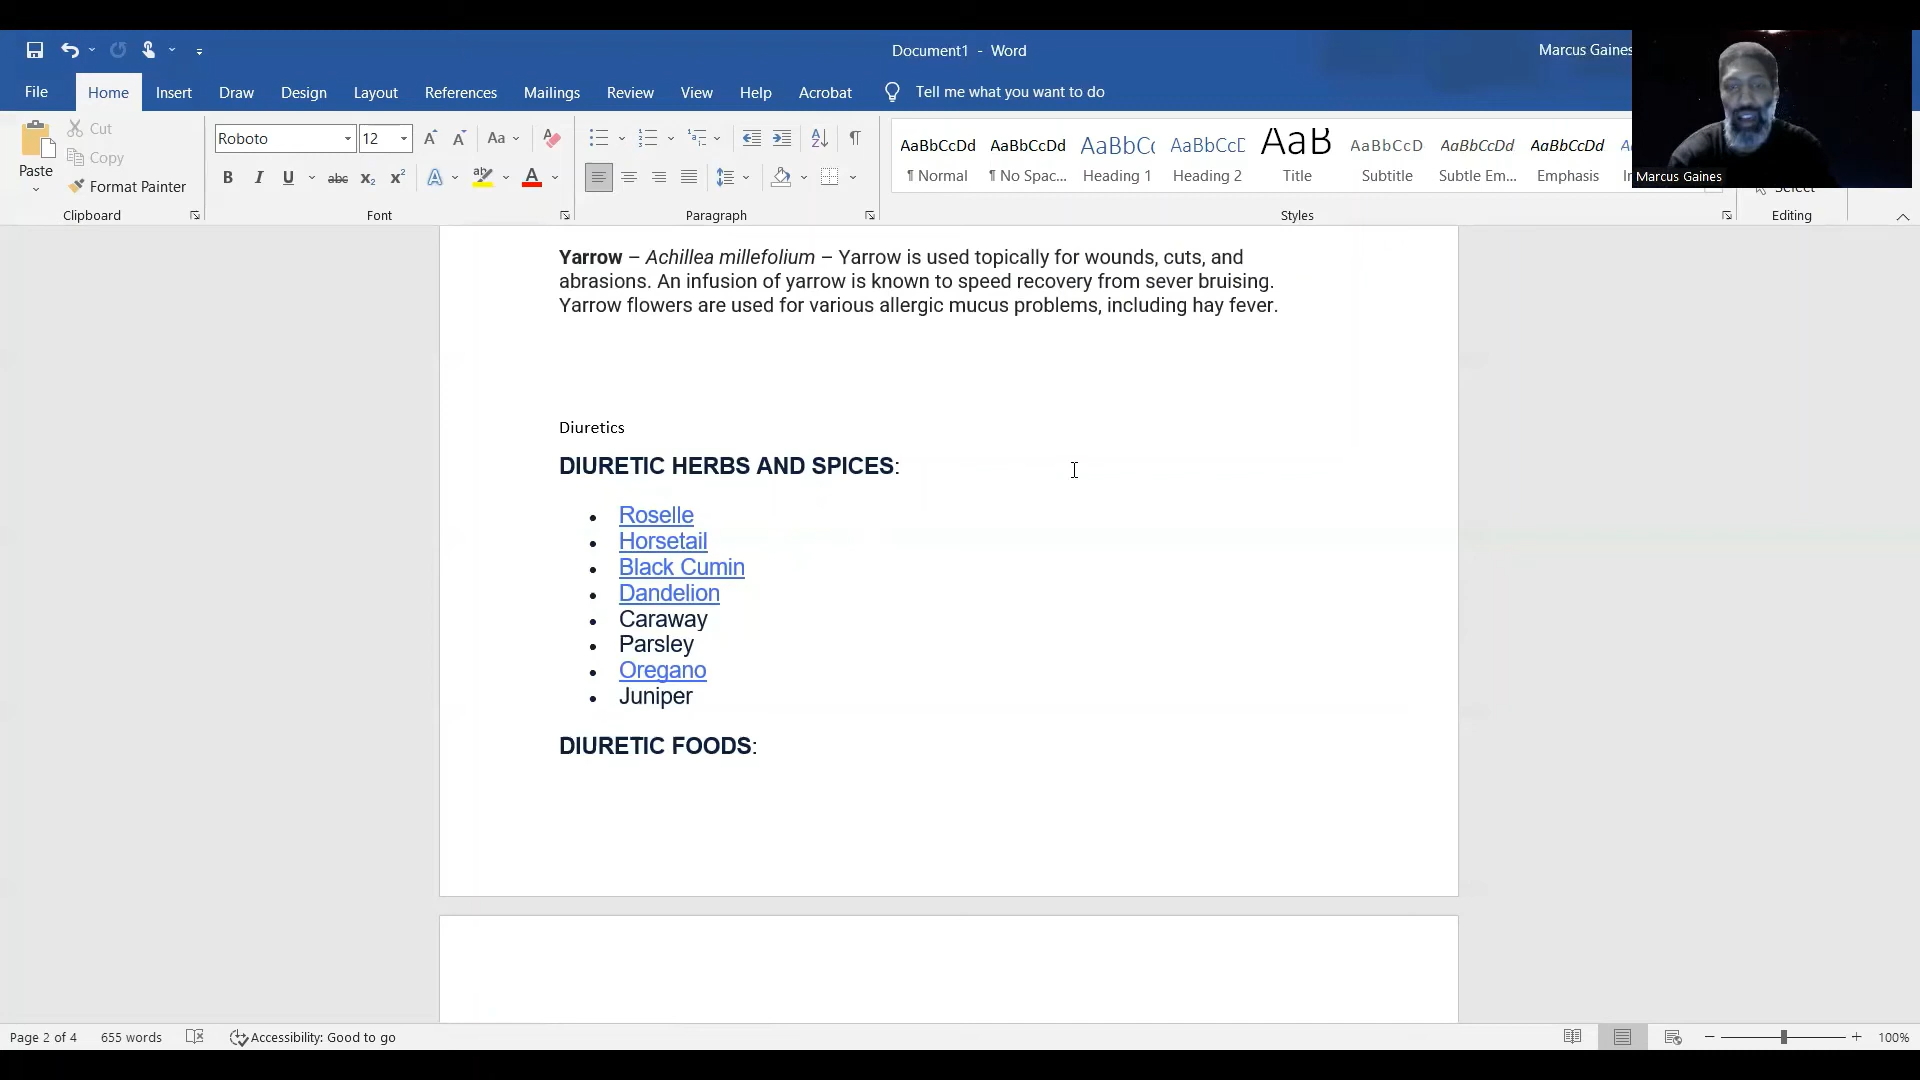 Document1 - Word
Marcus Gaines
File Home Insert Draw Design Layout References Mailings Review View Help Acrobat Tell me what you want to do
Paste
Cut
Copy
Format Painter
Clipboard
Roboto 12
Aa
B I U abc x₂ x² A A
Font
Paragraph
AaBbCcDd AaBbCcDd AaBbCc AaBbCcD AaB AaBbCcD AaBbCcDd AaBbCcDd
¶ Normal ¶ No Spac... Heading 1 Heading 2 Title Subtitle Subtle Em... Emphasis
Styles
Marcus Gaines
Select
Editing
Yarrow – Achillea millefolium – Yarrow is used topically for wounds, cuts, and
abrasions. An infusion of yarrow is known to speed recovery from sever bruising.
Yarrow flowers are used for various allergic mucus problems, including hay fever.
Diuretics
DIURETIC HERBS AND SPICES:
• Roselle
• Horsetail
• Black Cumin
• Dandelion
• Caraway
• Parsley
• Oregano
• Juniper
DIURETIC FOODS:
Page 2 of 4 655 words Accessibility: Good to go 100%